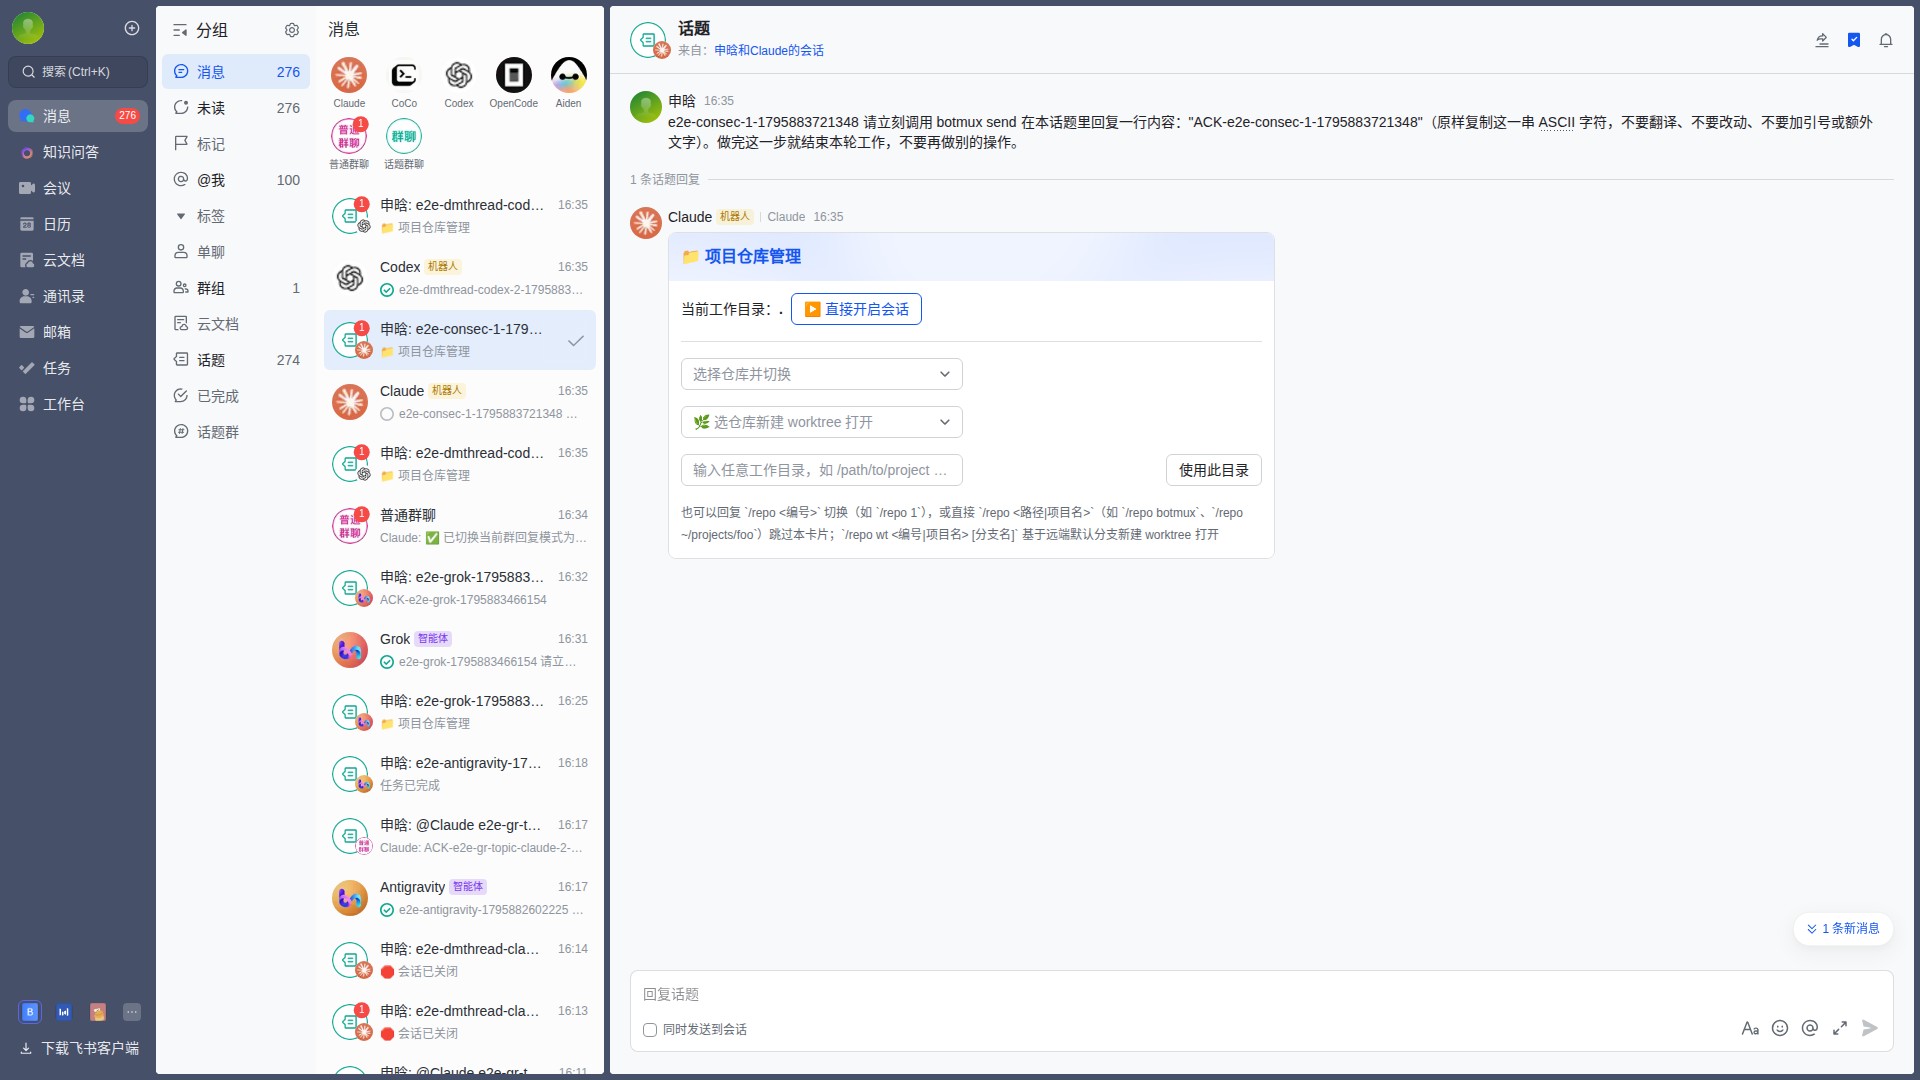 搜索 (Ctrl+K)
消息 276
知识问答
会议
日历
云文档
通讯录
邮箱
任务
工作台
下载飞书客户端
分组
消息 276
未读 276
标记
@我 100
标签
单聊
群组 1
云文档
话题 274
已完成
话题群
消息
Claude CoCo Codex OpenCode Aiden
普通群聊 1
群聊
普通群聊 话题群聊
申晗: e2e-dmthread-cod… 16:35
📁 项目仓库管理
Codex 机器人 16:35
e2e-dmthread-codex-2-1795883…
申晗: e2e-consec-1-179…
📁 项目仓库管理
Claude 机器人 16:35
e2e-consec-1-1795883721348 …
申晗: e2e-dmthread-cod… 16:35
📁 项目仓库管理
普通群聊 16:34
Claude: ✅ 已切换当前群回复模式为…
申晗: e2e-grok-1795883… 16:32
ACK-e2e-grok-1795883466154
Grok 智能体 16:31
e2e-grok-1795883466154 请立…
申晗: e2e-grok-1795883… 16:25
📁 项目仓库管理
申晗: e2e-antigravity-17… 16:18
任务已完成
申晗: @Claude e2e-gr-t… 16:17
Claude: ACK-e2e-gr-topic-claude-2-…
Antigravity 智能体 16:17
e2e-antigravity-1795882602225 …
申晗: e2e-dmthread-cla… 16:14
🛑 会话已关闭
申晗: e2e-dmthread-cla… 16:13
🛑 会话已关闭
申晗: @Claude e2e-gr-t… 16:11
话题
来自：申晗和Claude的会话
申晗 16:35
e2e-consec-1-1795883721348 请立刻调用 botmux send 在本话题里回复一行内容："ACK-e2e-consec-1-1795883721348"（原样复制这一串 ASCII 字符，不要翻译、不要改动、不要加引号或额外
文字）。做完这一步就结束本轮工作，不要再做别的操作。
1 条话题回复
Claude 机器人 | Claude 16:35
📁 项目仓库管理
当前工作目录：. ▶️ 直接开启会话
选择仓库并切换
🌿 选仓库新建 worktree 打开
输入任意工作目录，如 /path/to/project … 使用此目录
也可以回复 `/repo <编号>` 切换（如 `/repo 1`），或直接 `/repo <路径|项目名>`（如 `/repo botmux`、`/repo
~/projects/foo`）跳过本卡片；`/repo wt <编号|项目名> [分支名]` 基于远端默认分支新建 worktree 打开
1 条新消息
回复话题
同时发送到会话